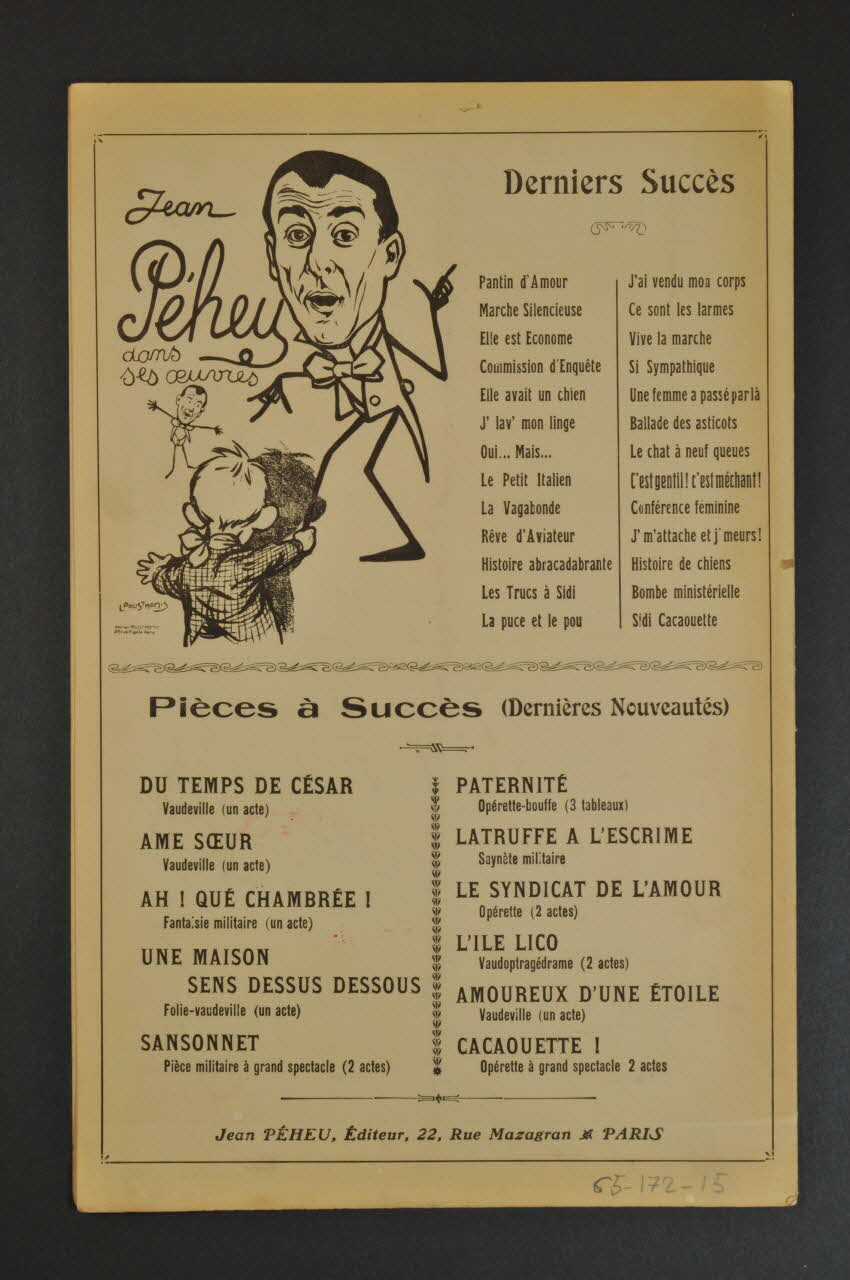 Jean
Péheu
dans
ses œuvres
POUSTHOMIS
Derniers Succès
Pantin d'Amour
Marche Silencieuse
Elle est Econome
Commission d'Enquête
Elle avait un chien
J' lav' mon linge
Oui... Mais...
Le Petit Italien
La Vagabonde
Rêve d'Aviateur
Histoire abracadabrante
Les Trucs à Sidi
La puce et le pou
J'ai vendu mon corps
Ce sont les larmes
Vive la marche
Si Sympathique
Une femme a passé par là
Ballade des asticots
Le chat à neuf queues
C'est gentil! c'est méchant!
Conférence féminine
J' m'attache et j' meurs!
Histoire de chiens
Bombe ministérielle
Sidi Cacaouette
Pièces à Succès (Dernières Nouveautés)
DU TEMPS DE CÉSAR
Vaudeville (un acte)
AME SŒUR
Vaudeville (un acte)
AH ! QUÉ CHAMBRÉE !
Fantaisie militaire (un acte)
UNE MAISON
SENS DESSUS DESSOUS
Folie-vaudeville (un acte)
SANSONNET
Pièce militaire à grand spectacle (2 actes)
PATERNITÉ
Opérette-bouffe (3 tableaux)
LATRUFFE A L'ESCRIME
Saynète militaire
LE SYNDICAT DE L'AMOUR
Opérette (2 actes)
L'ILE LICO
Vaudoptragédrame (2 actes)
AMOUREUX D'UNE ÉTOILE
Vaudeville (un acte)
CACAOUETTE !
Opérette à grand spectacle 2 actes
Jean PÉHEU, Éditeur, 22, Rue Mazagran PARIS
65-172-15